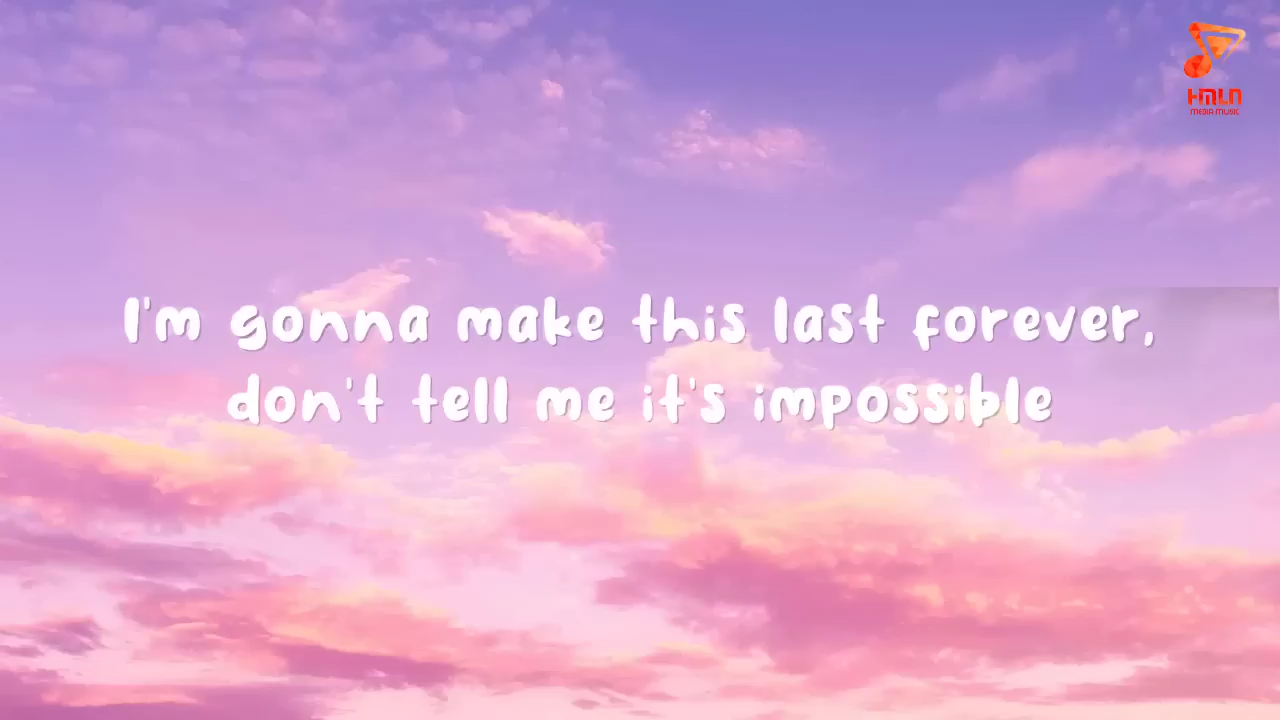 HMLN
MEDIA MUSIC
I'm gonna make this last forever,
don't tell me it's impossible